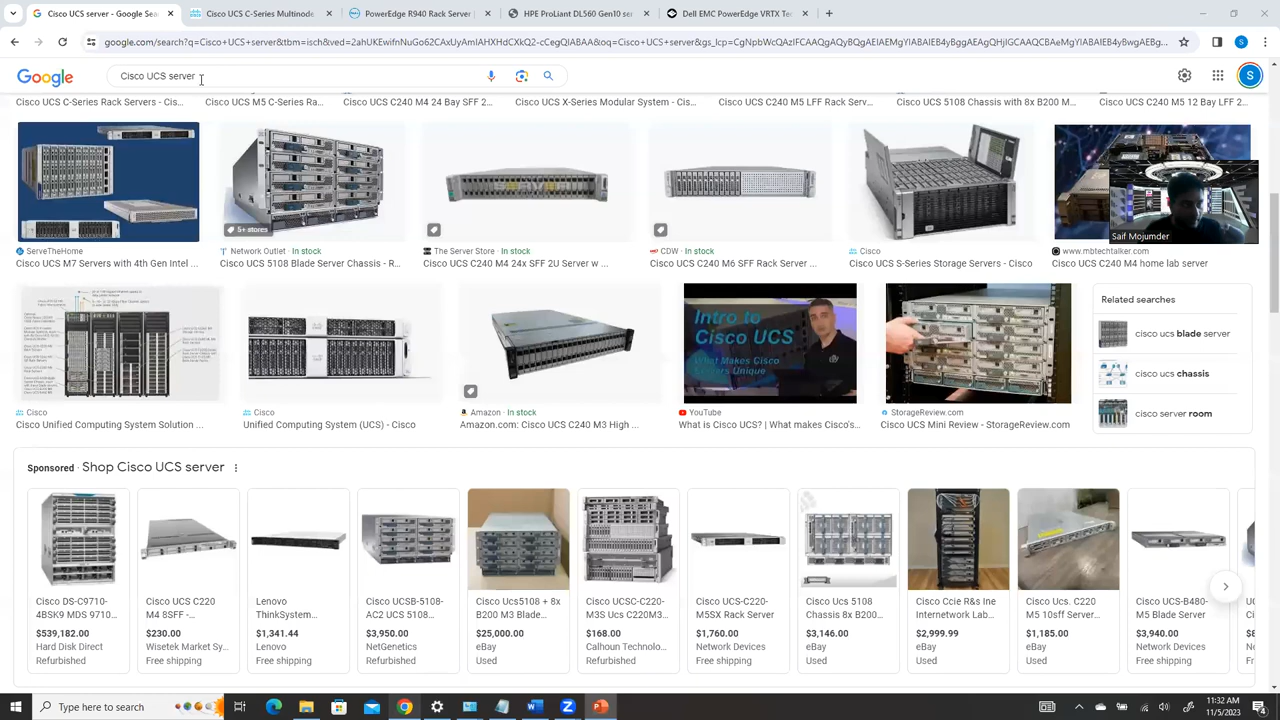 Cisco UCS server - Google Sea
Cisco UCS C-Series Multinode
PowerEdge R940 Rack Server
HPE ProLiant DL560 Gen10 ser
Dell EMC PowerEdge VRTX Te
google.com/search?q=Cisco+UCS+server&tbm=isch&ved=2ahUKEwifnNuGo62CAxUyAmIAHXHdCXkQ2-cCegQIABAA&oq=Cisco+UCS+server&gs_lcp=CgNpbWcQAzIFCAAQgAQyBQgAEIAEMgYIABAIEB4yBggAEAgQHjIGCAAQCBAeMgYIABAIEB4yBwgAEBg...
Google
Cisco UCS server
S
Cisco UCS C-Series Rack Servers - Cis...
Cisco UCS M5 C-Series Ra...
Cisco UCS C240 M4 24 Bay SFF 2...
Cisco UCS X-Series Modular System - Cis...
Cisco UCS C240 M5 LFF Rack Serv...
Cisco UCS 5108 Chassis with 8x B200 M...
Cisco UCS C240 M5 12 Bay LFF 2...
5+ stores
Saif Mojumder
ServeTheHome
Cisco UCS M7 Servers with 4th Gen Intel ...
Network Outlet · In stock
Cisco UCS 5108 Blade Server Chassis - R...
The Server Store · In stock
Cisco UCS C240 M4 24x SFF 2U Server w ...
CDW · In stock
Cisco UCS C240 M6 SFF Rack Server ...
Cisco
Cisco UCS S-Series Storage Servers - Cisco
www.mbtechtalker.com
Cisco UCS C240 M4 home lab server
Intro
Cisco UCS
What Makes Cisco
Servers Unique
Cisco
Cisco Unified Computing System Solution ...
Cisco
Unified Computing System (UCS) - Cisco
Amazon · In stock
Amazon.com: Cisco UCS C240 M3 High ...
YouTube
What is Cisco UCS? | What makes Cisco's...
StorageReview.com
Cisco UCS Mini Review - StorageReview.com
Related searches
cisco ucs blade server
cisco ucs chassis
cisco server room
Sponsored · Shop Cisco UCS server
Cisco DS-C9710-
4BSK9 MDS 9710...
$539,182.00
Hard Disk Direct
Refurbished
Cisco UCS C220
M4 8SFF -
$230.00
Wisetek Market Sy...
Free shipping
Lenovo
ThinkSystem...
$1,341.44
Lenovo
Free shipping
UCSB-5108-
AC2 UCS 5108...
$3,950.00
NetGenetics
Refurbished
Cisco Ucs5108 + 8x
B200 M3 Blade...
$25,000.00
eBay
Used
UCSC-C220-
M3S Ucs C220M3...
$168.00
Calhoun Technolo...
Refurbished
Cisco UCS-C220-
M5SX Rack Server
$1,760.00
Network Devices
Free shipping
Cisco Ucs 5108
Chassis 8x B200...
$3,146.00
eBay
Used
Cisco Ccie R&s Ine
Internetwork Lab...
$2,999.99
eBay
Used
Cisco Ucs. C220
M5 10sff Server...
$1,185.00
eBay
Used
Cisco UCS-B480-
M5 Blade Server
$3,940.00
Network Devices
Free shipping
Type here to search
11:32 AM
11/5/2023